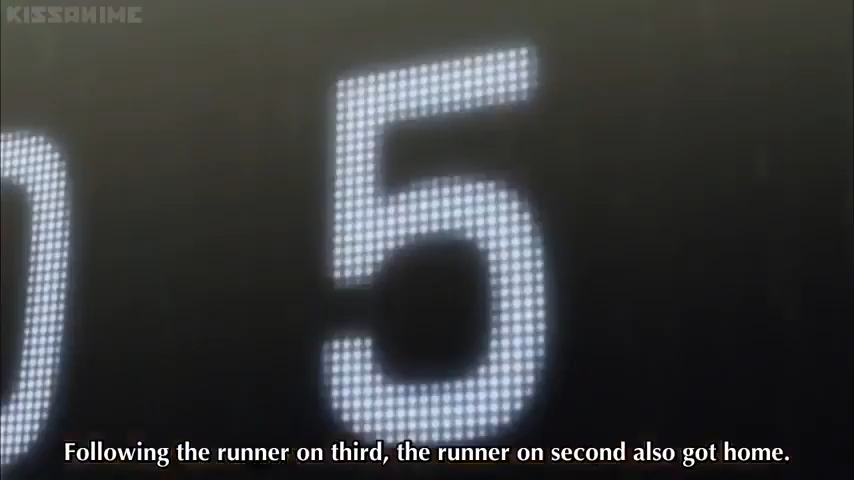 KISSANIME
0 5
Following the runner on third, the runner on second also got home.